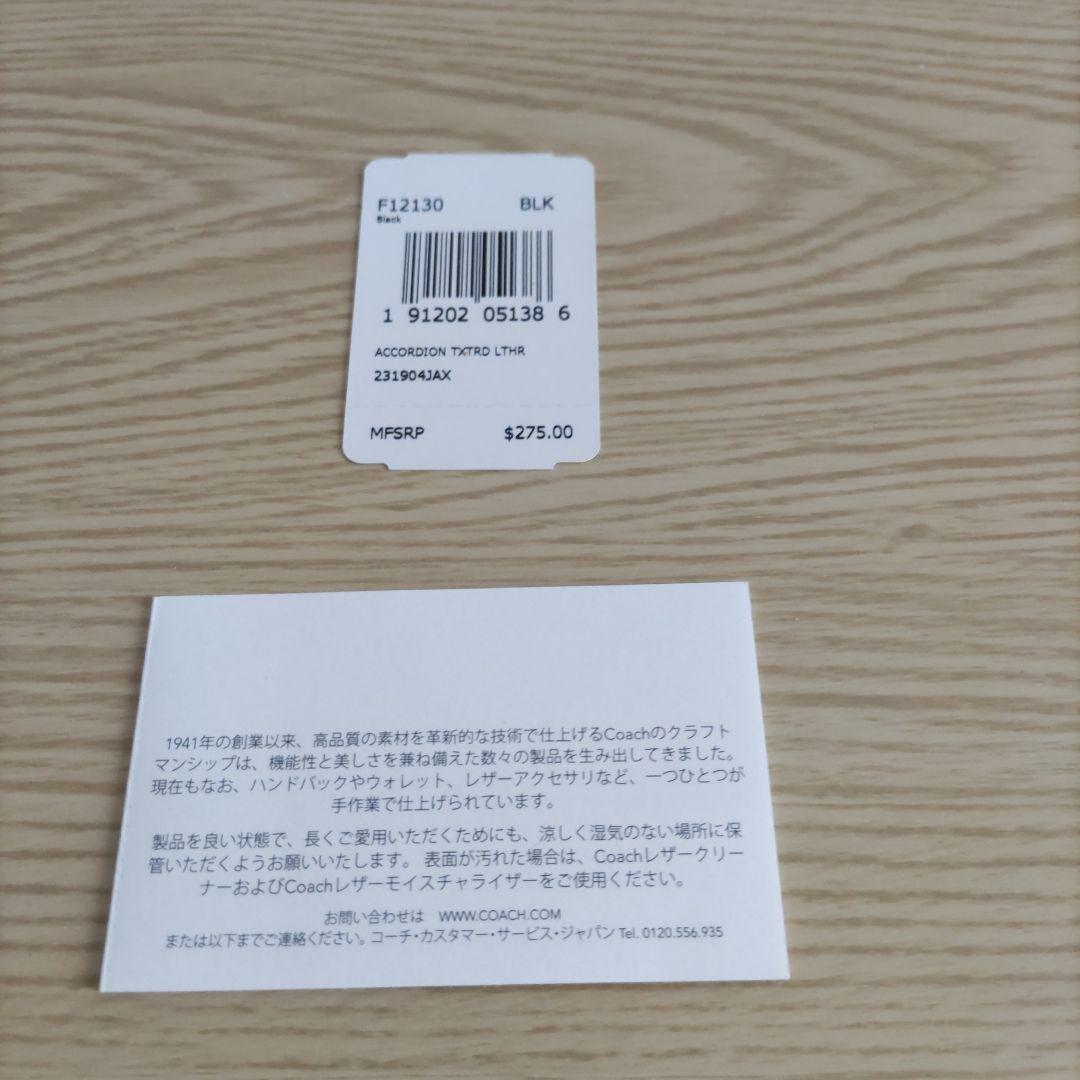 F12130 BLK
Black
1 91202 05138 6
ACCORDION TXTRD LTHR
231904JAX
MFSRP $275.00
1941年の創業以来、高品質の素材を革新的な技術で仕上げるCoachのクラフト
マンシップは、機能性と美しさを兼ね備えた数々の製品を生み出してきました。
現在もなお、ハンドバックやウォレット、レザーアクセサリなど、一つひとつが
手作業で仕上げられています。
製品を良い状態で、長くご愛用いただくためにも、涼しく湿気のない場所に保
管いただくようお願いいたします。 表面が汚れた場合は、Coachレザークリー
ナーおよびCoachレザーモイスチャライザーをご使用ください。
お問い合わせは WWW.COACH.COM
または以下までご連絡ください。コーチ・カスタマー・サービス・ジャパン Tel. 0120.556.935